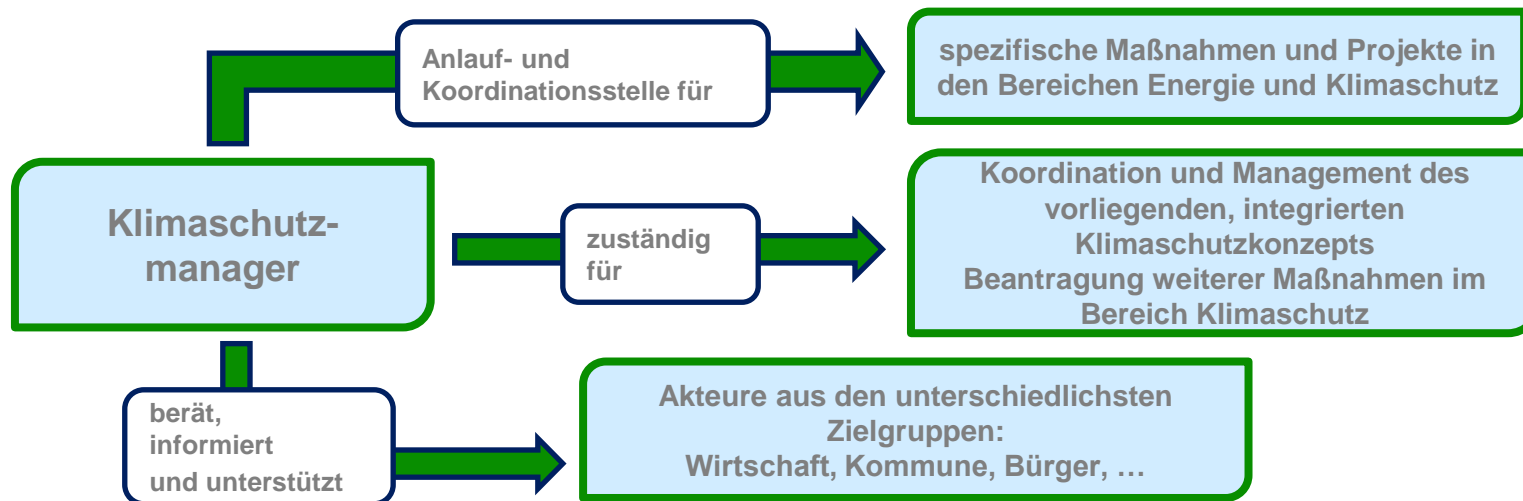 Anlauf- und
Koordinationsstelle für
spezifische Maßnahmen und Projekte in
den Bereichen Energie und Klimaschutz
Klimaschutz-
manager
zuständig
für
Koordination und Management des
vorliegenden, integrierten
Klimaschutzkonzepts
Beantragung weiterer Maßnahmen im
Bereich Klimaschutz
berät,
informiert
und unterstützt
Akteure aus den unterschiedlichsten
Zielgruppen:
Wirtschaft, Kommune, Bürger, …